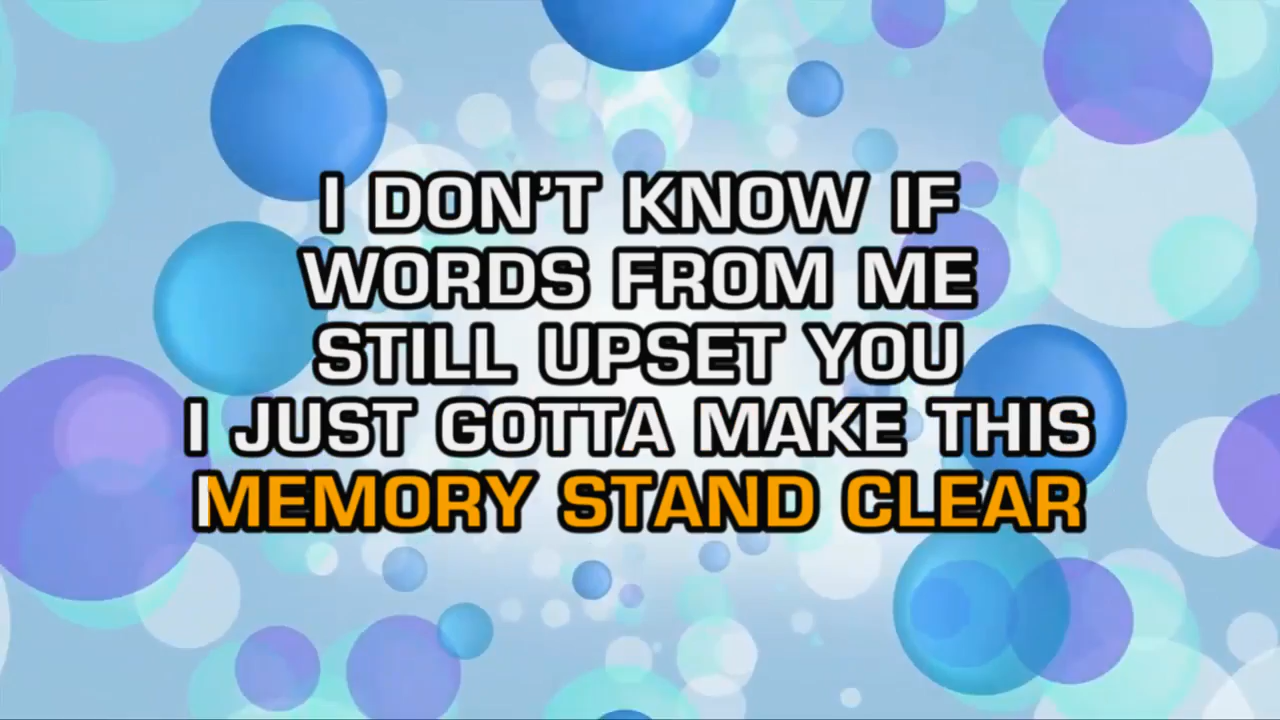 I DON'T KNOW IF
WORDS FROM ME
STILL UPSET YOU
I JUST GOTTA MAKE THIS
MEMORY STAND CLEAR